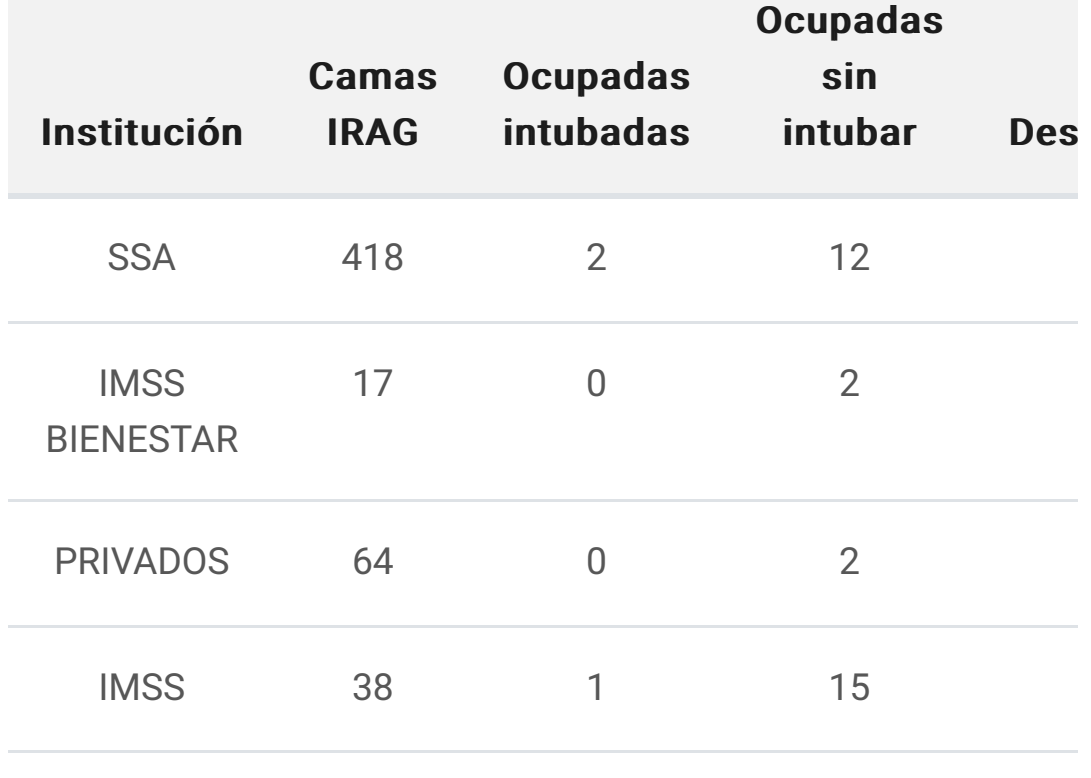 Institución Camas IRAG Ocupadas intubadas Ocupadas sin intubar
SSA 418 2 12
IMSS BIENESTAR 17 0 2
PRIVADOS 64 0 2
IMSS 38 1 15